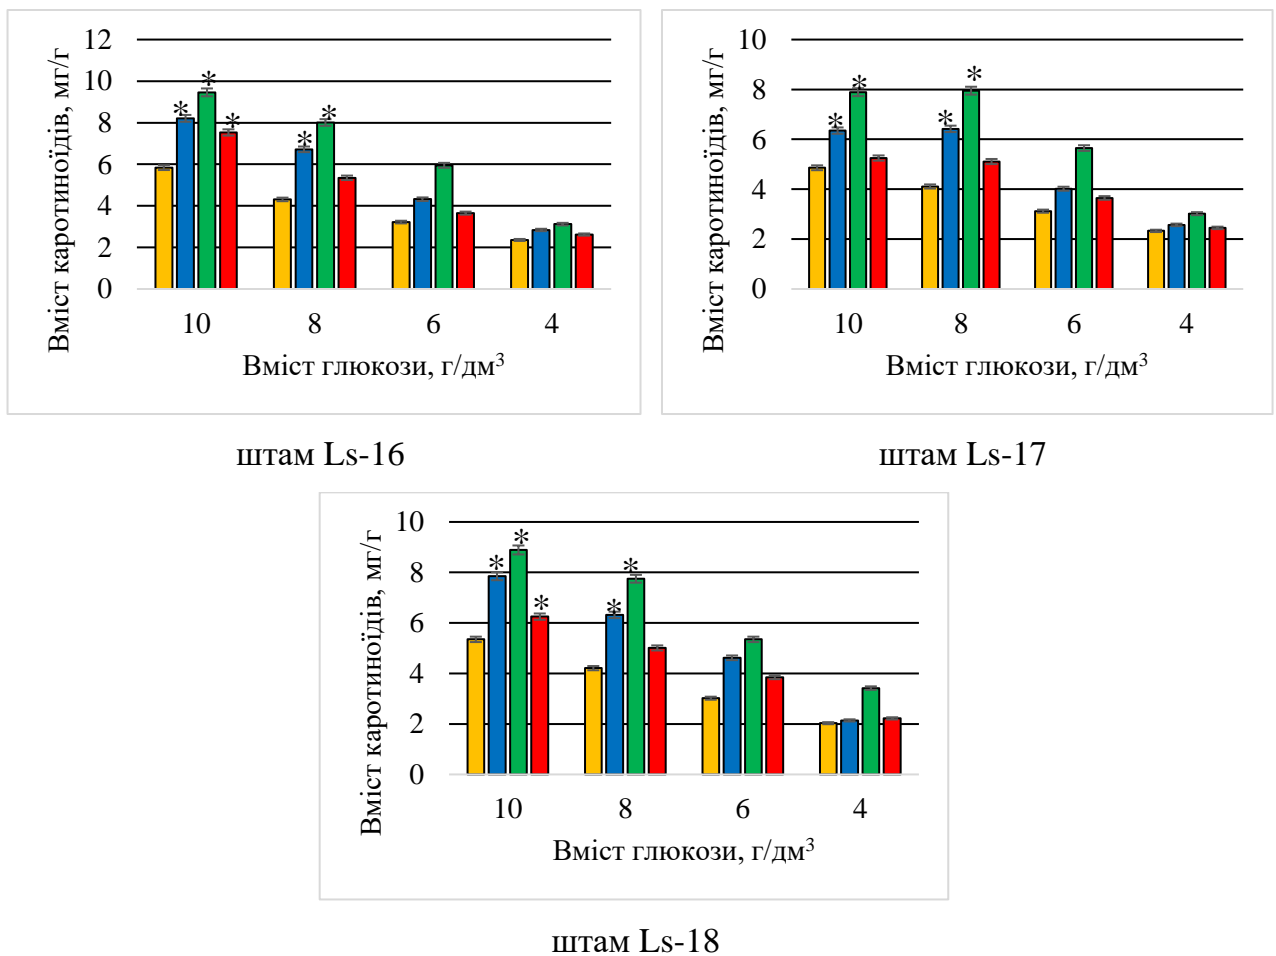 Вміст каротиноїдів, мг/г
12
10
8
6
4
2
0
* * * * *
10 8 6 4
Вміст глюкози, г/дм³
штам Ls-16
Вміст каротиноїдів, мг/г
10
8
6
4
2
0
* * * *
10 8 6 4
Вміст глюкози, г/дм³
штам Ls-17
Вміст каротиноїдів, мг/г
10
8
6
4
2
0
* * * * *
10 8 6 4
Вміст глюкози, г/дм³
штам Ls-18